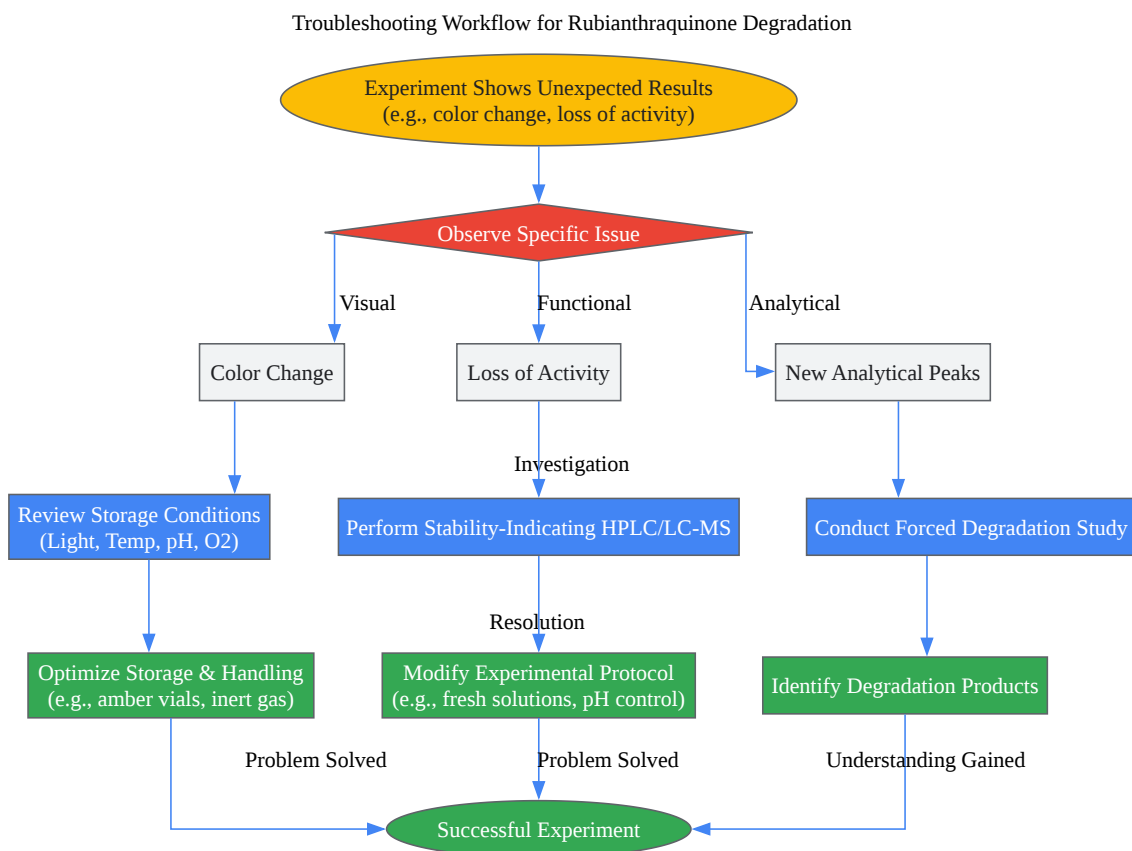 Troubleshooting Workflow for Rubianthraquinone Degradation
Experiment Shows Unexpected Results
(e.g., color change, loss of activity)
Observe Specific Issue
Visual
Functional
Analytical
Color Change
Loss of Activity
New Analytical Peaks
Investigation
Review Storage Conditions
(Light, Temp, pH, O2)
Perform Stability-Indicating HPLC/LC-MS
Conduct Forced Degradation Study
Resolution
Optimize Storage & Handling
(e.g., amber vials, inert gas)
Modify Experimental Protocol
(e.g., fresh solutions, pH control)
Identify Degradation Products
Problem Solved
Problem Solved
Understanding Gained
Successful Experiment